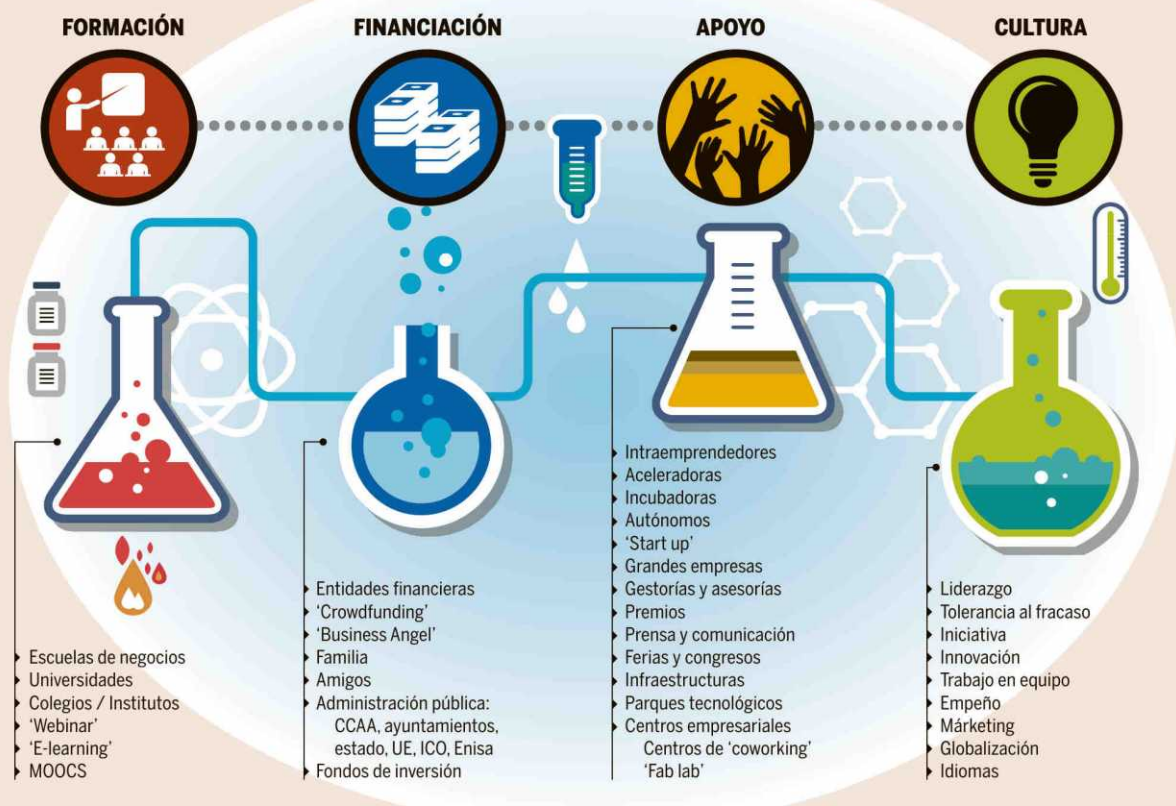 FORMACIÓN
FINANCIACIÓN
APOYO
CULTURA
Escuelas de negocios
Universidades
Colegios / Institutos
‘Webinar’
‘E-learning’
MOOCS
Entidades financieras
‘Crowdfunding’
‘Business Angel’
Familia
Amigos
Administración pública:
CCAA, ayuntamientos,
estado, UE, ICO, Enisa
Fondos de inversión
Intraemprendedores
Aceleradoras
Incubadoras
Autónomos
‘Start up’
Grandes empresas
Gestorías y asesorías
Premios
Prensa y comunicación
Ferias y congresos
Infraestructuras
Parques tecnológicos
Centros empresariales
Centros de ‘coworking’
‘Fab lab’
Liderazgo
Tolerancia al fracaso
Iniciativa
Innovación
Trabajo en equipo
Empeño
Márketing
Globalización
Idiomas